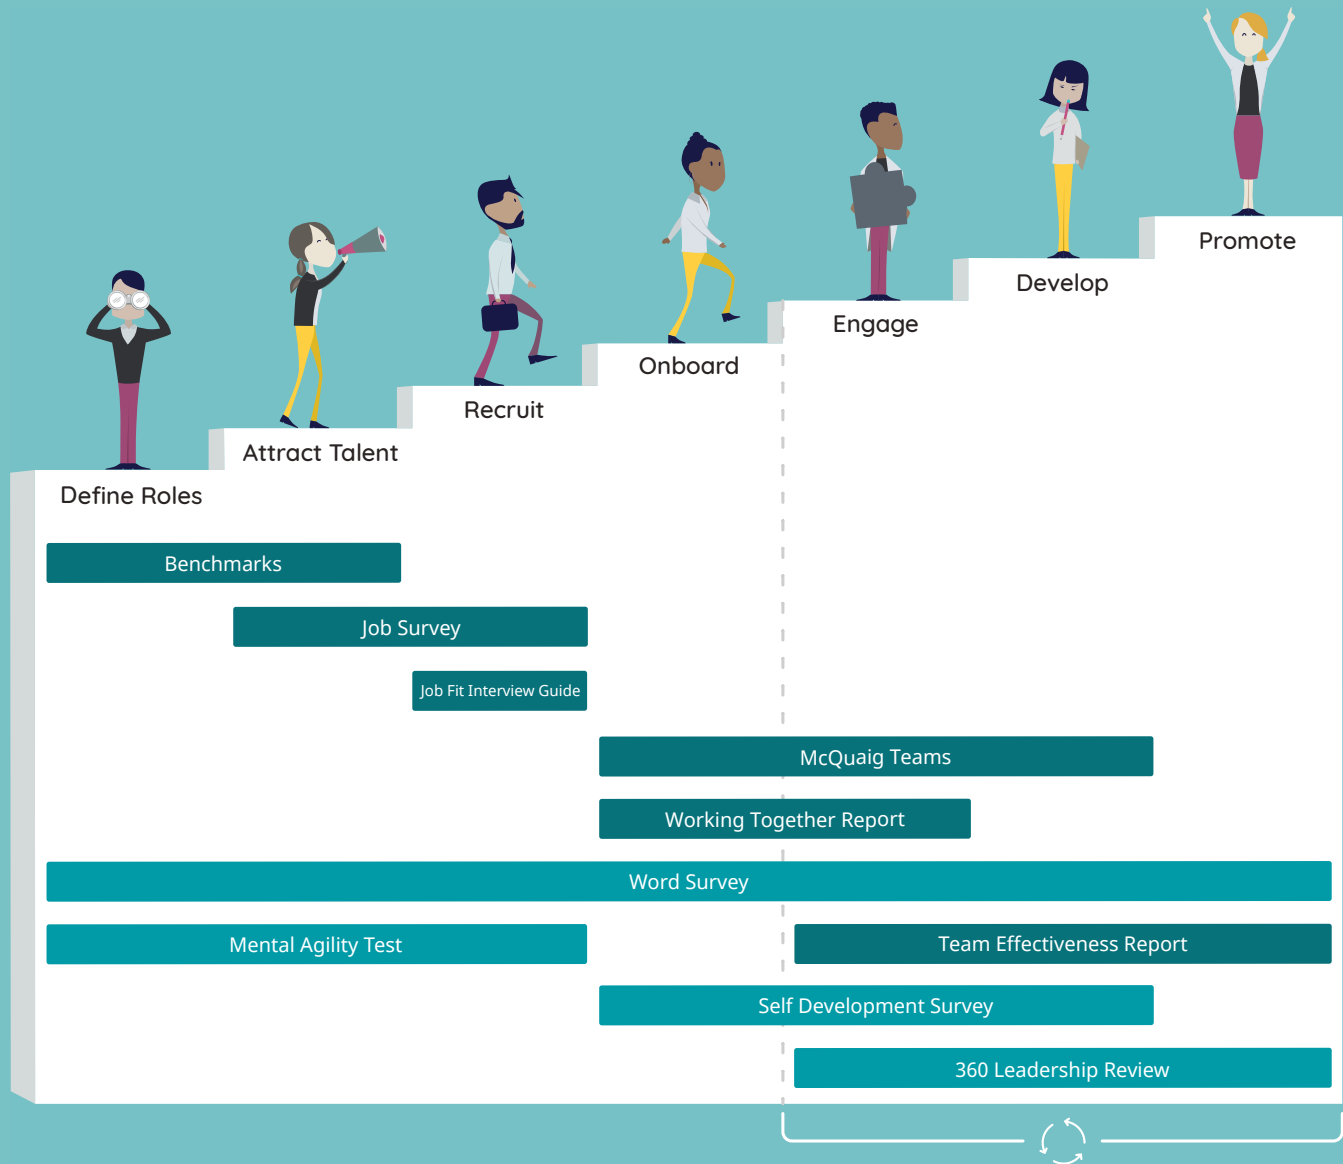 Promote
Develop
Engage
Onboard
Recruit
Attract Talent
Define Roles
Benchmarks
Job Survey
Job Fit Interview Guide
McQuaig Teams
Working Together Report
Word Survey
Mental Agility Test
Team Effectiveness Report
Self Development Survey
360 Leadership Review